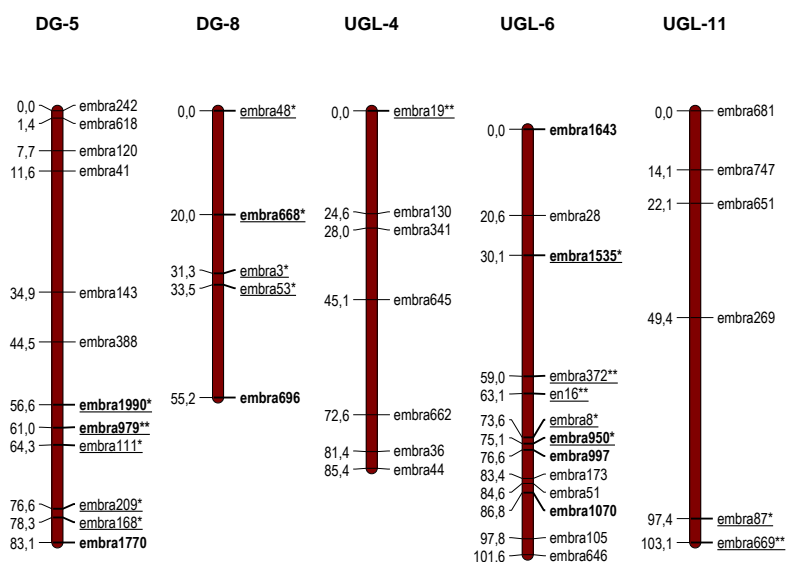 DG-5
0,0 embra242
1,4 embra618
7,7 embra120
11,6 embra41
34,9 embra143
44,5 embra388
56,6 embra1990*
61,0 embra979**
64,3 embra111*
76,6 embra209*
78,3 embra168*
83,1 embra1770
DG-8
0,0 embra48*
20,0 embra668*
31,3 embra3*
33,5 embra53*
55,2 embra696
UGL-4
0,0 embra19**
24,6 embra130
28,0 embra341
45,1 embra645
72,6 embra662
81,4 embra36
85,4 embra44
UGL-6
0,0 embra1643
20,6 embra28
30,1 embra1535*
59,0 embra372**
63,1 en16**
73,6 embra8*
75,1 embra950*
76,6 embra997
83,4 embra173
84,6 embra51
86,8 embra1070
97,8 embra105
101,6 embra646
UGL-11
0,0 embra681
14,1 embra747
22,1 embra651
49,4 embra269
97,4 embra87*
103,1 embra669**